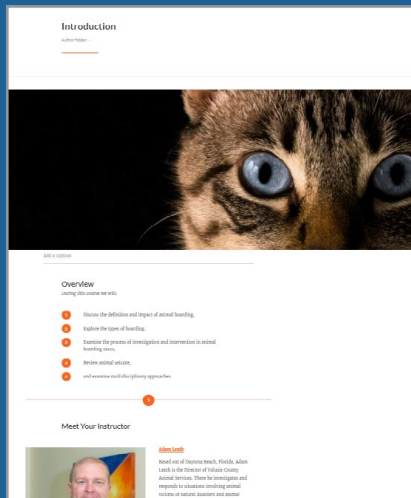 Introduction
Author Hidden -
Add a caption
Overview
During this course we will:
1 Discuss the definition and impact of animal hoarding,
2 Explore the types of hoarding,
3 Examine the process of investigation and intervention in animal
hoarding cases,
4 Review animal seizure,
and examine multidisciplinary approaches.
Meet Your Instructor
Adam Leath
Based out of Daytona Beach, Florida, Adam
Leath is the Director of Volusia County
Animal Services. There he investigates and
responds to situations involving animal
victims of natural disasters and animal